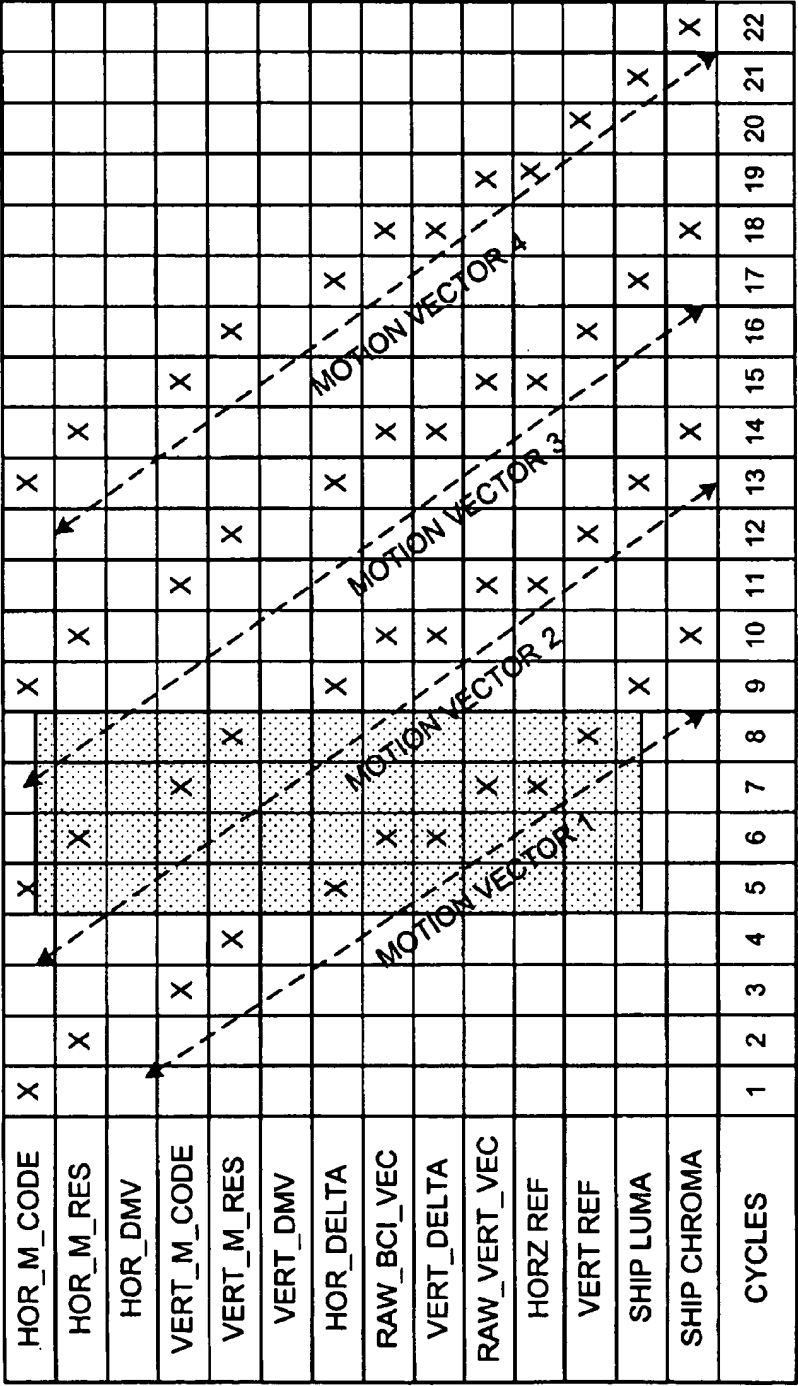 HOR_M_CODE X X X X
HOR_M_RES X X X X
HOR_DMV
VERT_M_CODE X X X X
VERT_M_RES X X X X
VERT_DMV
HOR_DELTA X X X X
RAW_BCI_VEC X X X X
VERT_DELTA X X X X
RAW_VERT_VEC X X X X
HORZ REF X X X X
VERT REF X X X X
SHIP LUMA X X X X
SHIP CHROMA X X X X
CYCLES 1 2 3 4 5 6 7 8 9 10 11 12 13 14 15 16 17 18 19 20 21 22
MOTION VECTOR 1
MOTION VECTOR 2
MOTION VECTOR 3
MOTION VECTOR 4